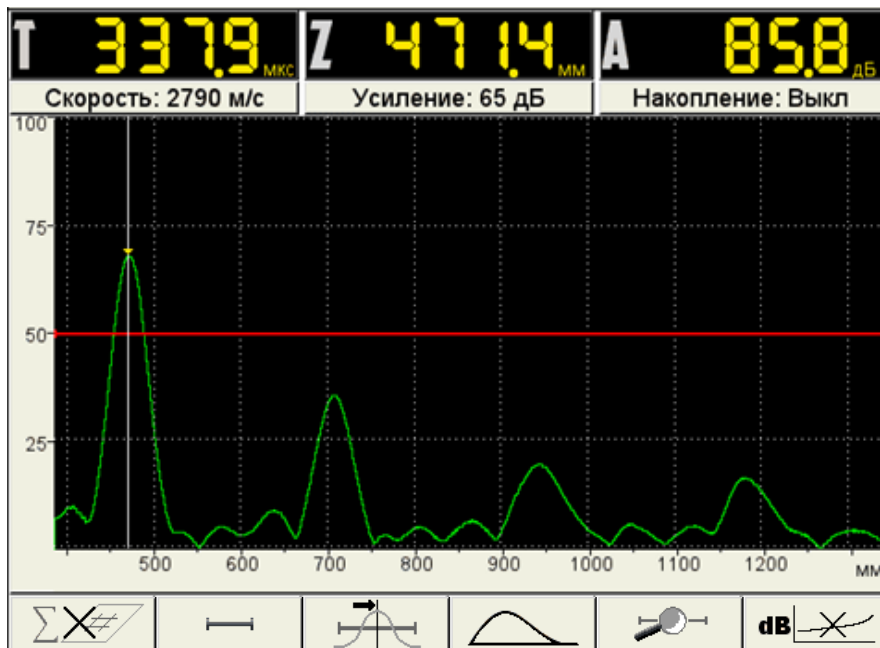 T 337.9 мкс Z 471.4 мм A 85.8 дБ
Скорость: 2790 м/с Усиление: 65 дБ Накопление: Выкл
100
75
50
25
500 600 700 800 900 1000 1100 1200 мм
Σ dB